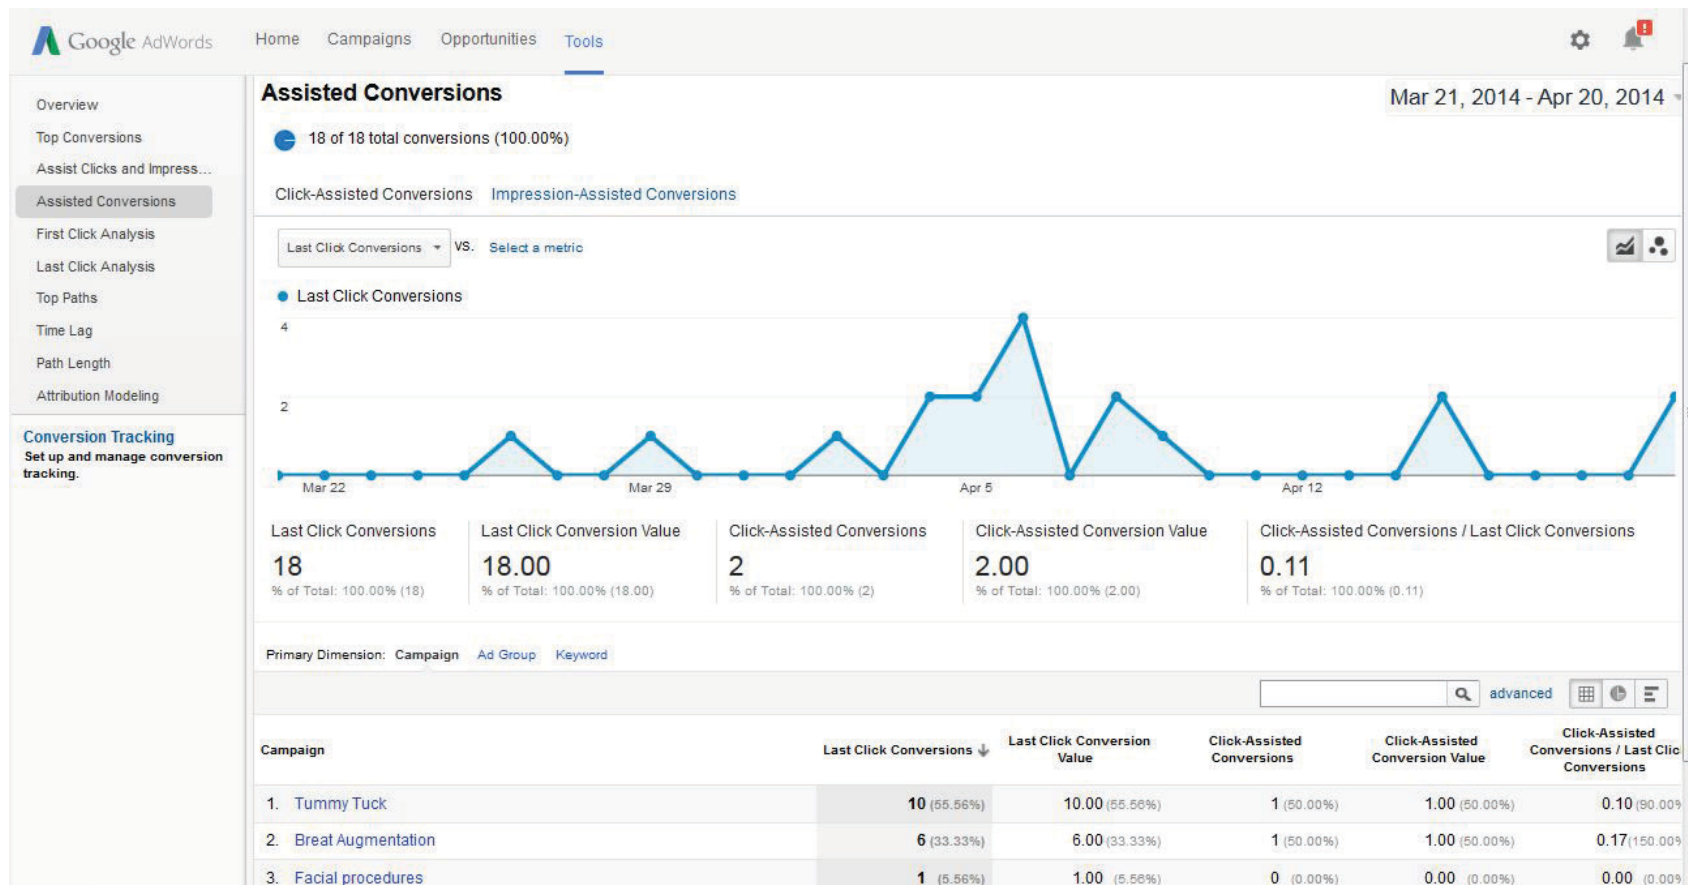 Google AdWords Home Campaigns Opportunities Tools
!
Overview
Top Conversions
Assist Clicks and Impress...
Assisted Conversions
First Click Analysis
Last Click Analysis
Top Paths
Time Lag
Path Length
Attribution Modeling
Conversion Tracking
Set up and manage conversion
tracking.
Assisted Conversions
Mar 21, 2014 - Apr 20, 2014
18 of 18 total conversions (100.00%)
Click-Assisted Conversions Impression-Assisted Conversions
Last Click Conversions VS. Select a metric
Last Click Conversions
4
2
Mar 22 Mar 29 Apr 5 Apr 12
Last Click Conversions
18
% of Total: 100.00% (18)
Last Click Conversion Value
18.00
% of Total: 100.00% (18.00)
Click-Assisted Conversions
2
% of Total: 100.00% (2)
Click-Assisted Conversion Value
2.00
% of Total: 100.00% (2.00)
Click-Assisted Conversions / Last Click Conversions
0.11
% of Total: 100.00% (0.11)
Primary Dimension: Campaign Ad Group Keyword
advanced
Campaign
Last Click Conversions
Last Click Conversion
Value
Click-Assisted
Conversions
Click-Assisted
Conversion Value
Click-Assisted
Conversions / Last Clic
Conversions
1. Tummy Tuck 10 (55.56%) 10.00 (55.56%) 1 (50.00%) 1.00 (50.00%) 0.10 (90.00%
2. Breat Augmentation 6 (33.33%) 6.00 (33.33%) 1 (50.00%) 1.00 (50.00%) 0.17 (150.00%
3. Facial procedures 1 (5.56%) 1.00 (5.56%) 0 (0.00%) 0.00 (0.00%) 0.00 (0.00%